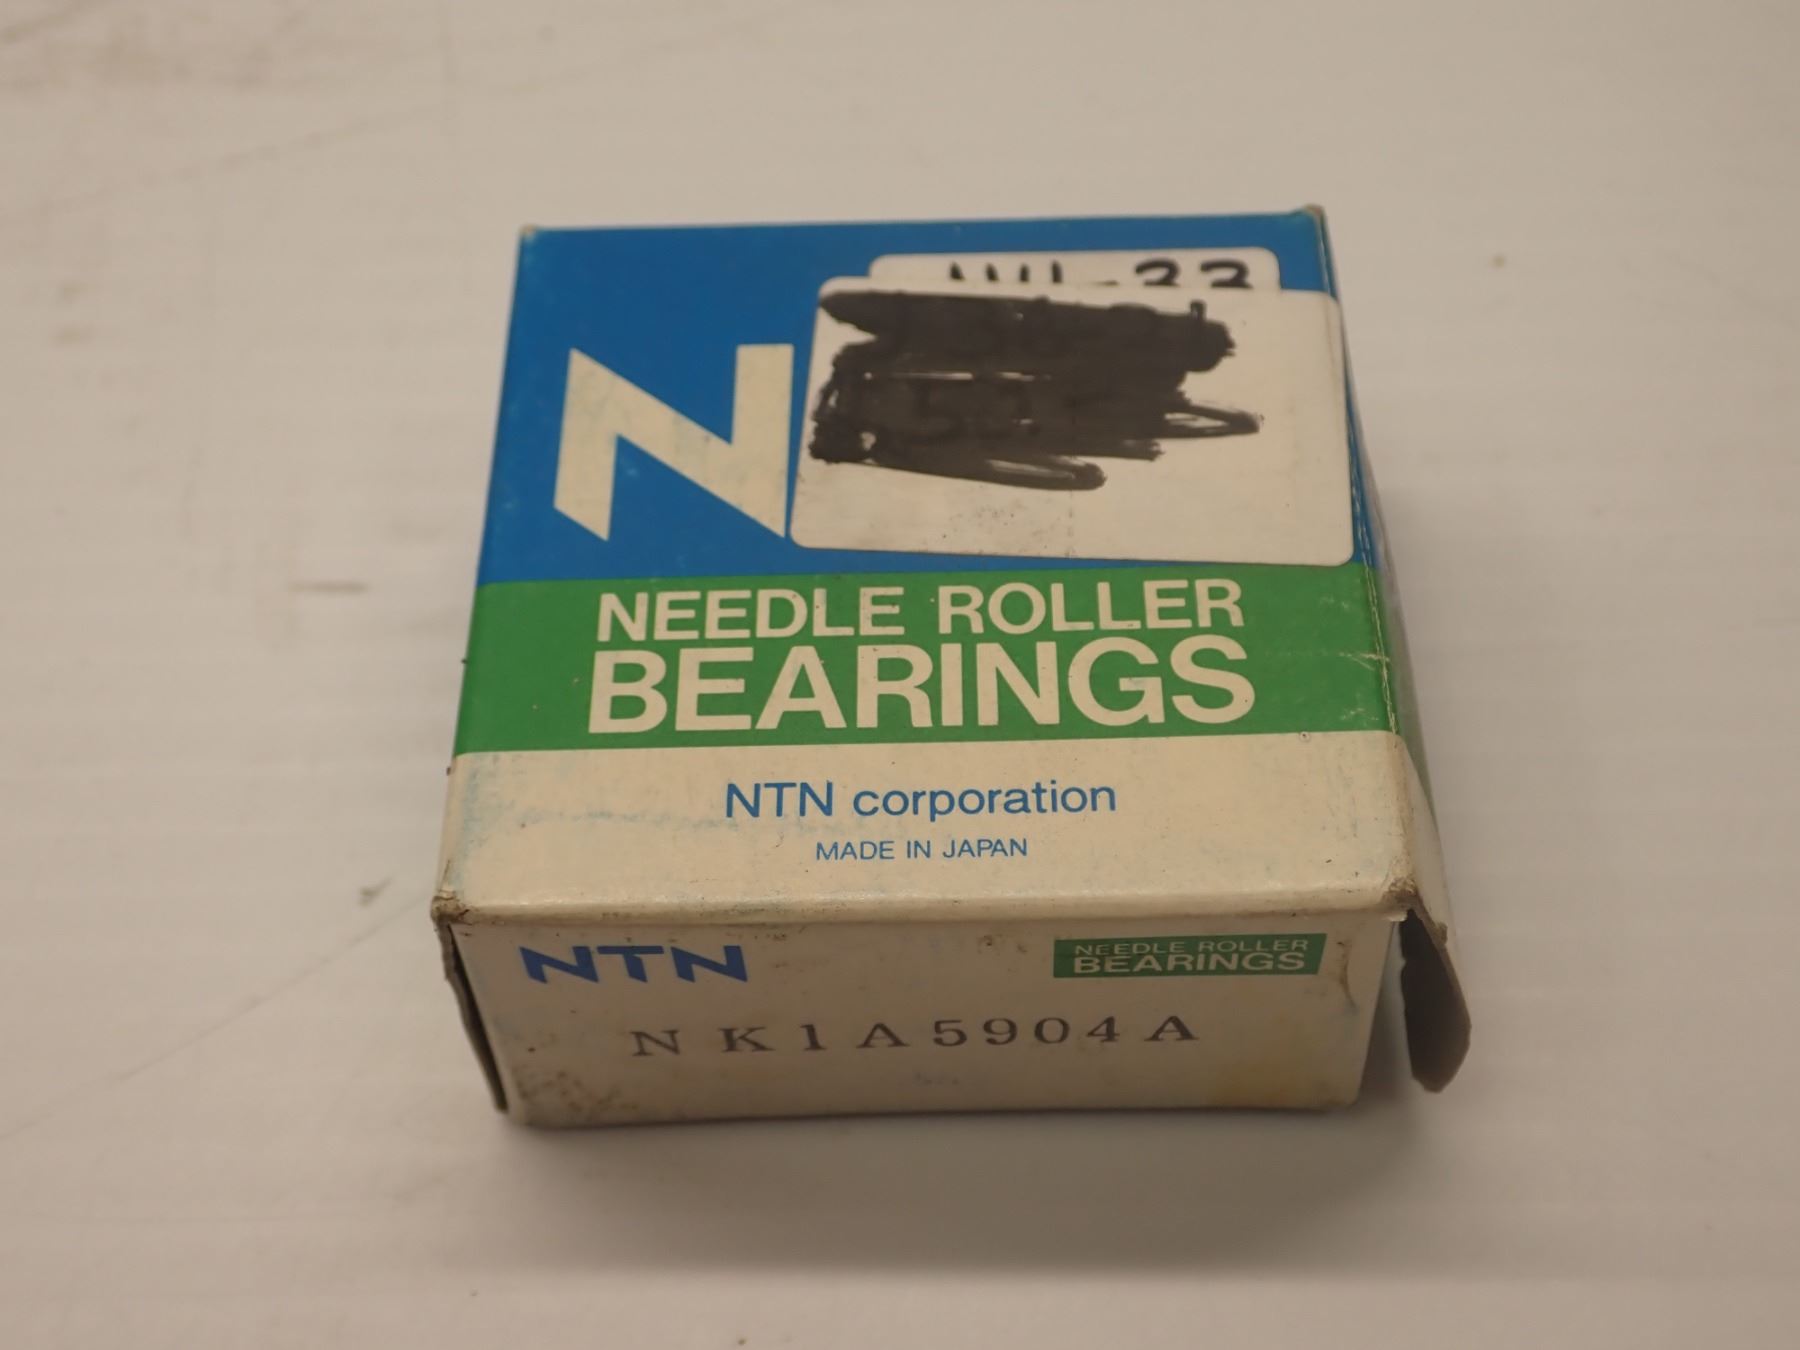 N
NEEDLE ROLLER
BEARINGS
NTN corporation
MADE IN JAPAN
NTN
NEEDLE ROLLER
BEARINGS
NK1A5904A